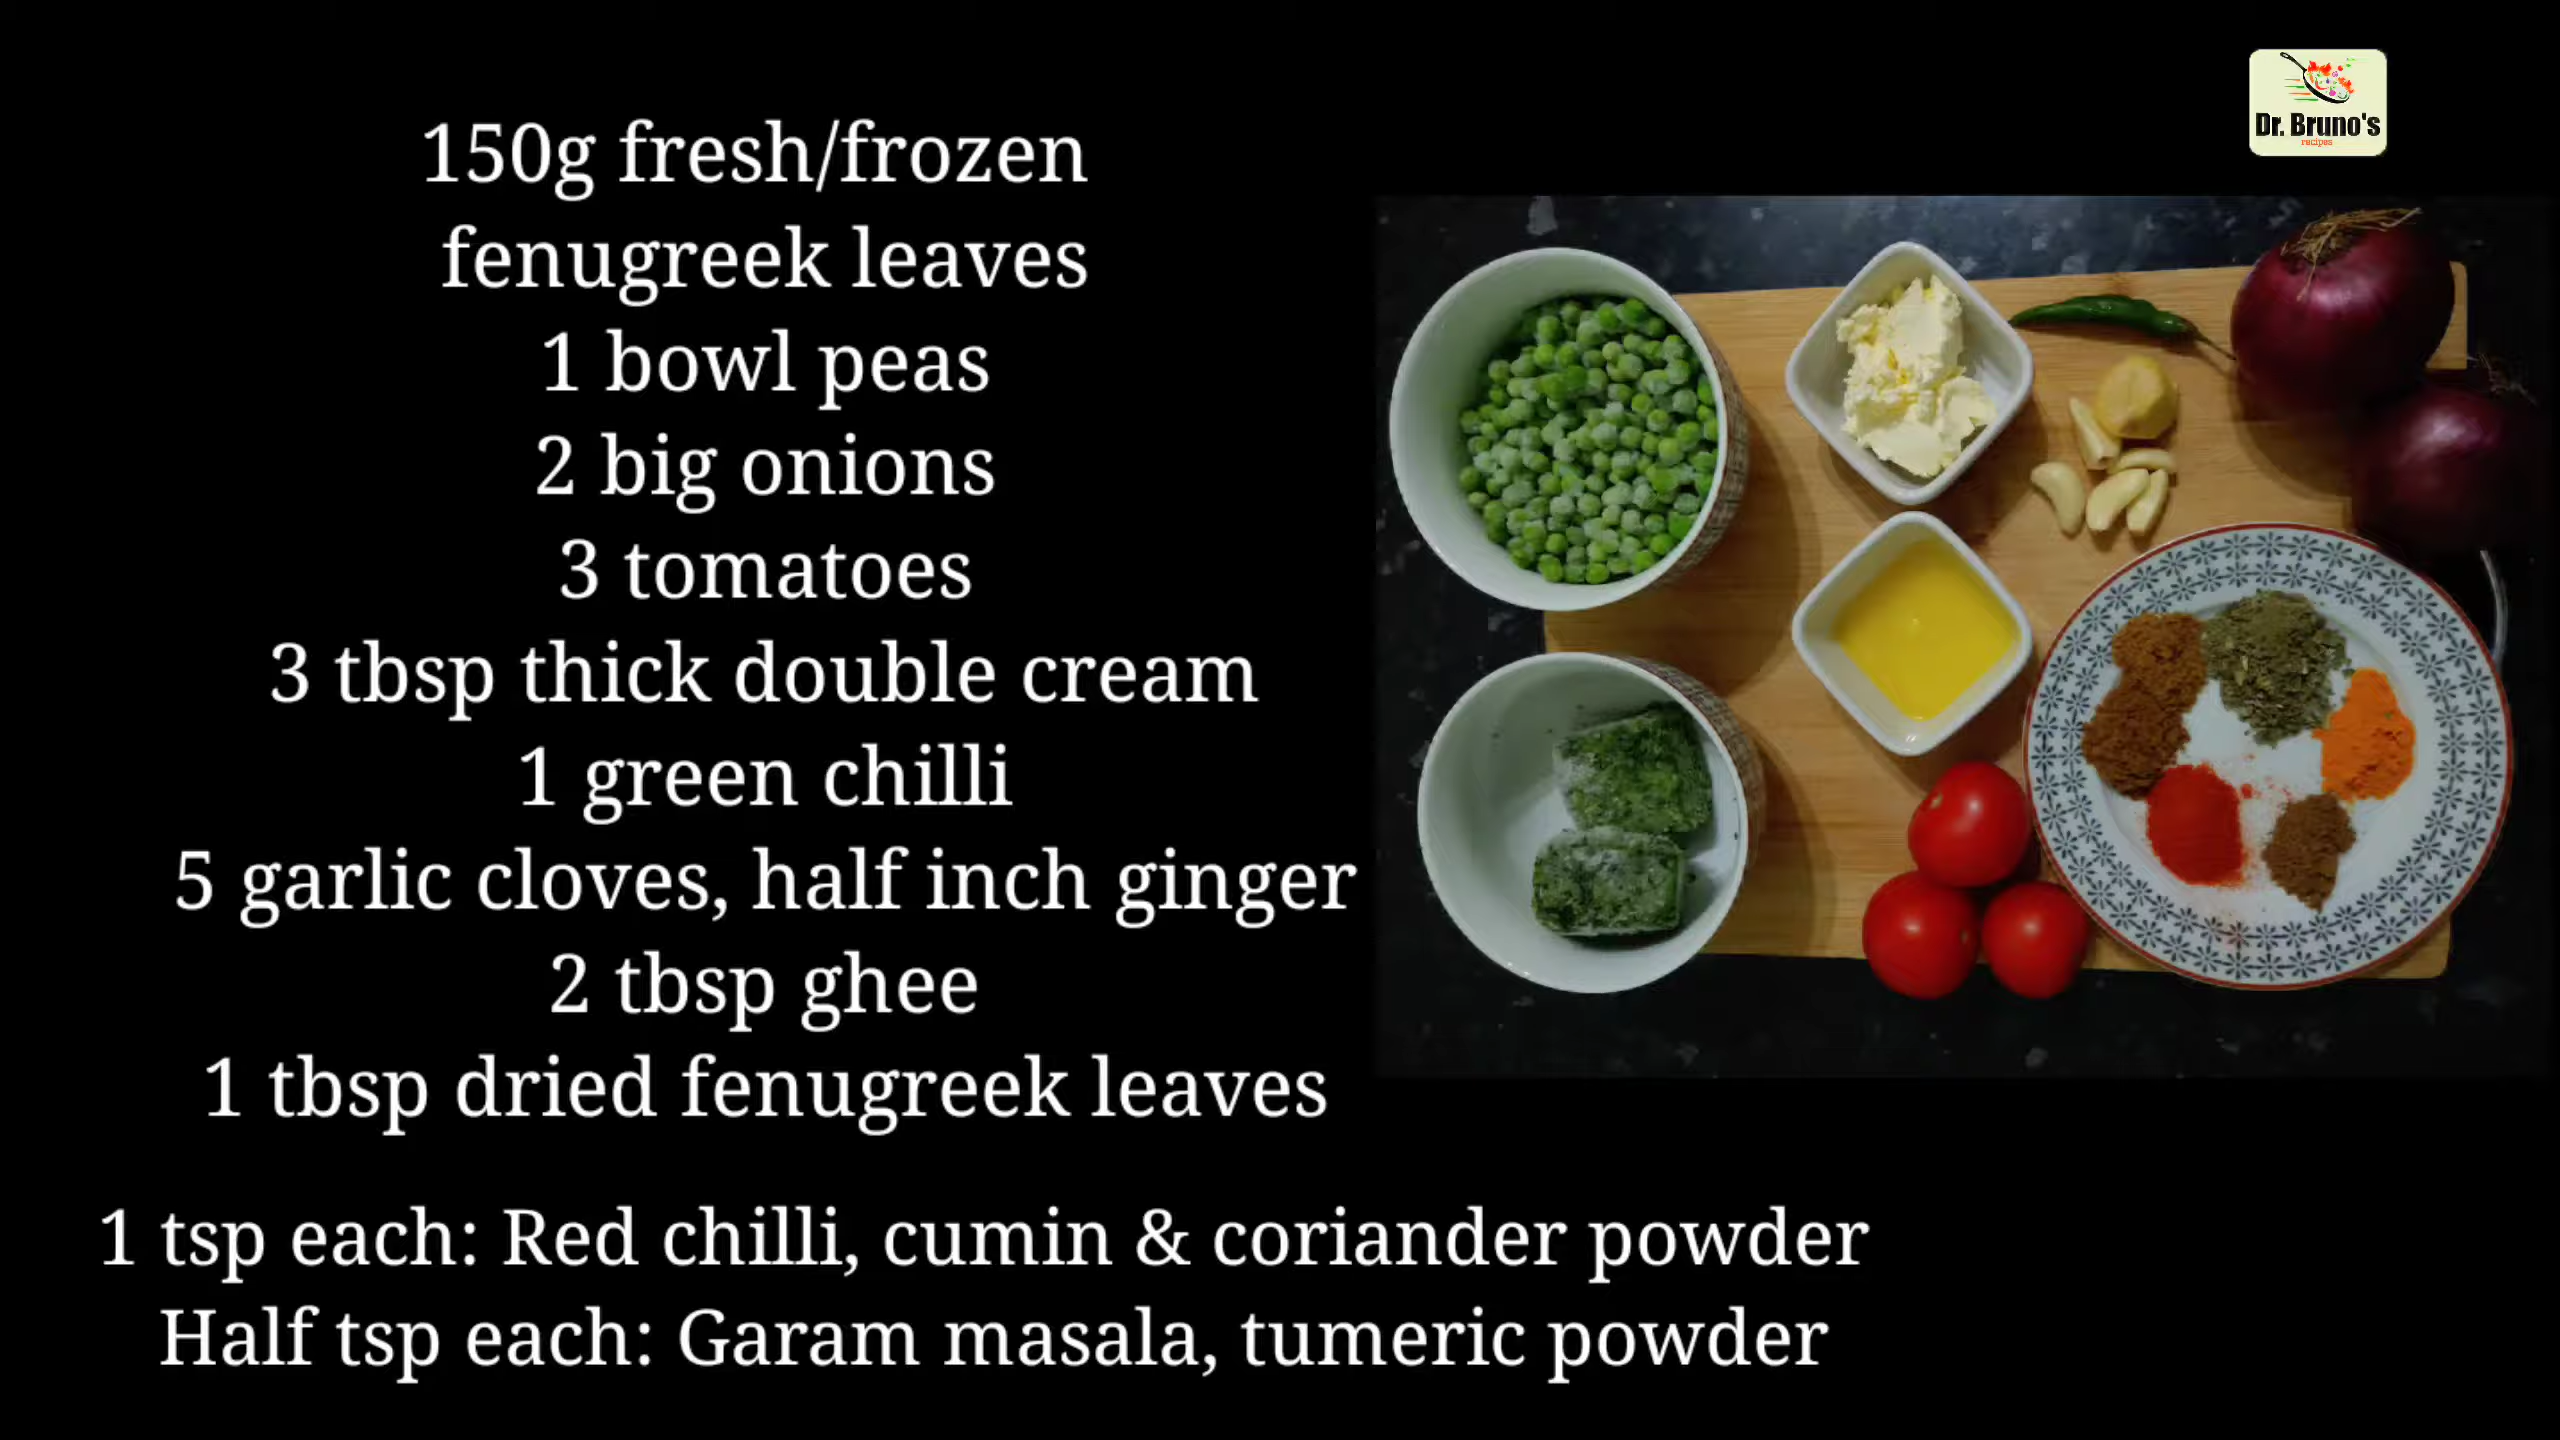 150g fresh/frozen
fenugreek leaves
1 bowl peas
2 big onions
3 tomatoes
3 tbsp thick double cream
1 green chilli
5 garlic cloves, half inch ginger
2 tbsp ghee
1 tbsp dried fenugreek leaves
1 tsp each: Red chilli, cumin & coriander powder
Half tsp each: Garam masala, tumeric powder
Dr. Bruno's
recipes